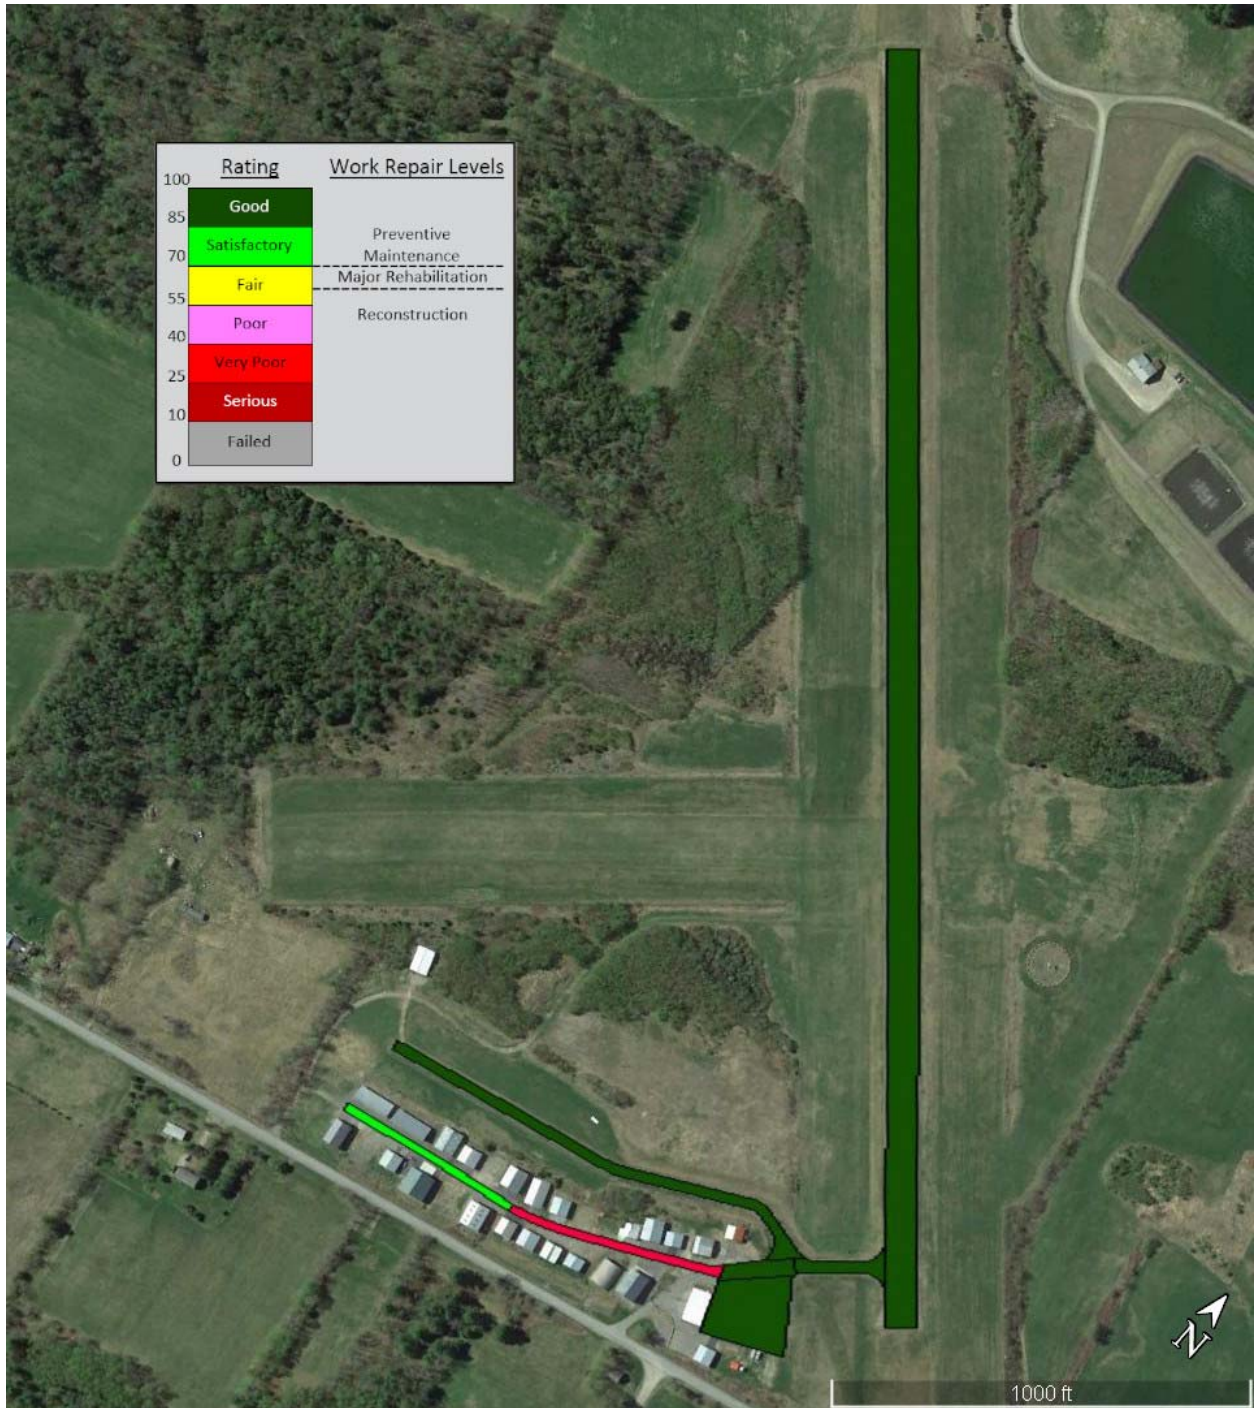 Rating Work Repair Levels
100
Good
85
Satisfactory
Preventive
Maintenance
70
Fair
Major Rehabilitation
55
Poor
Reconstruction
40
Very Poor
25
Serious
10
Failed
0
N
1000 ft